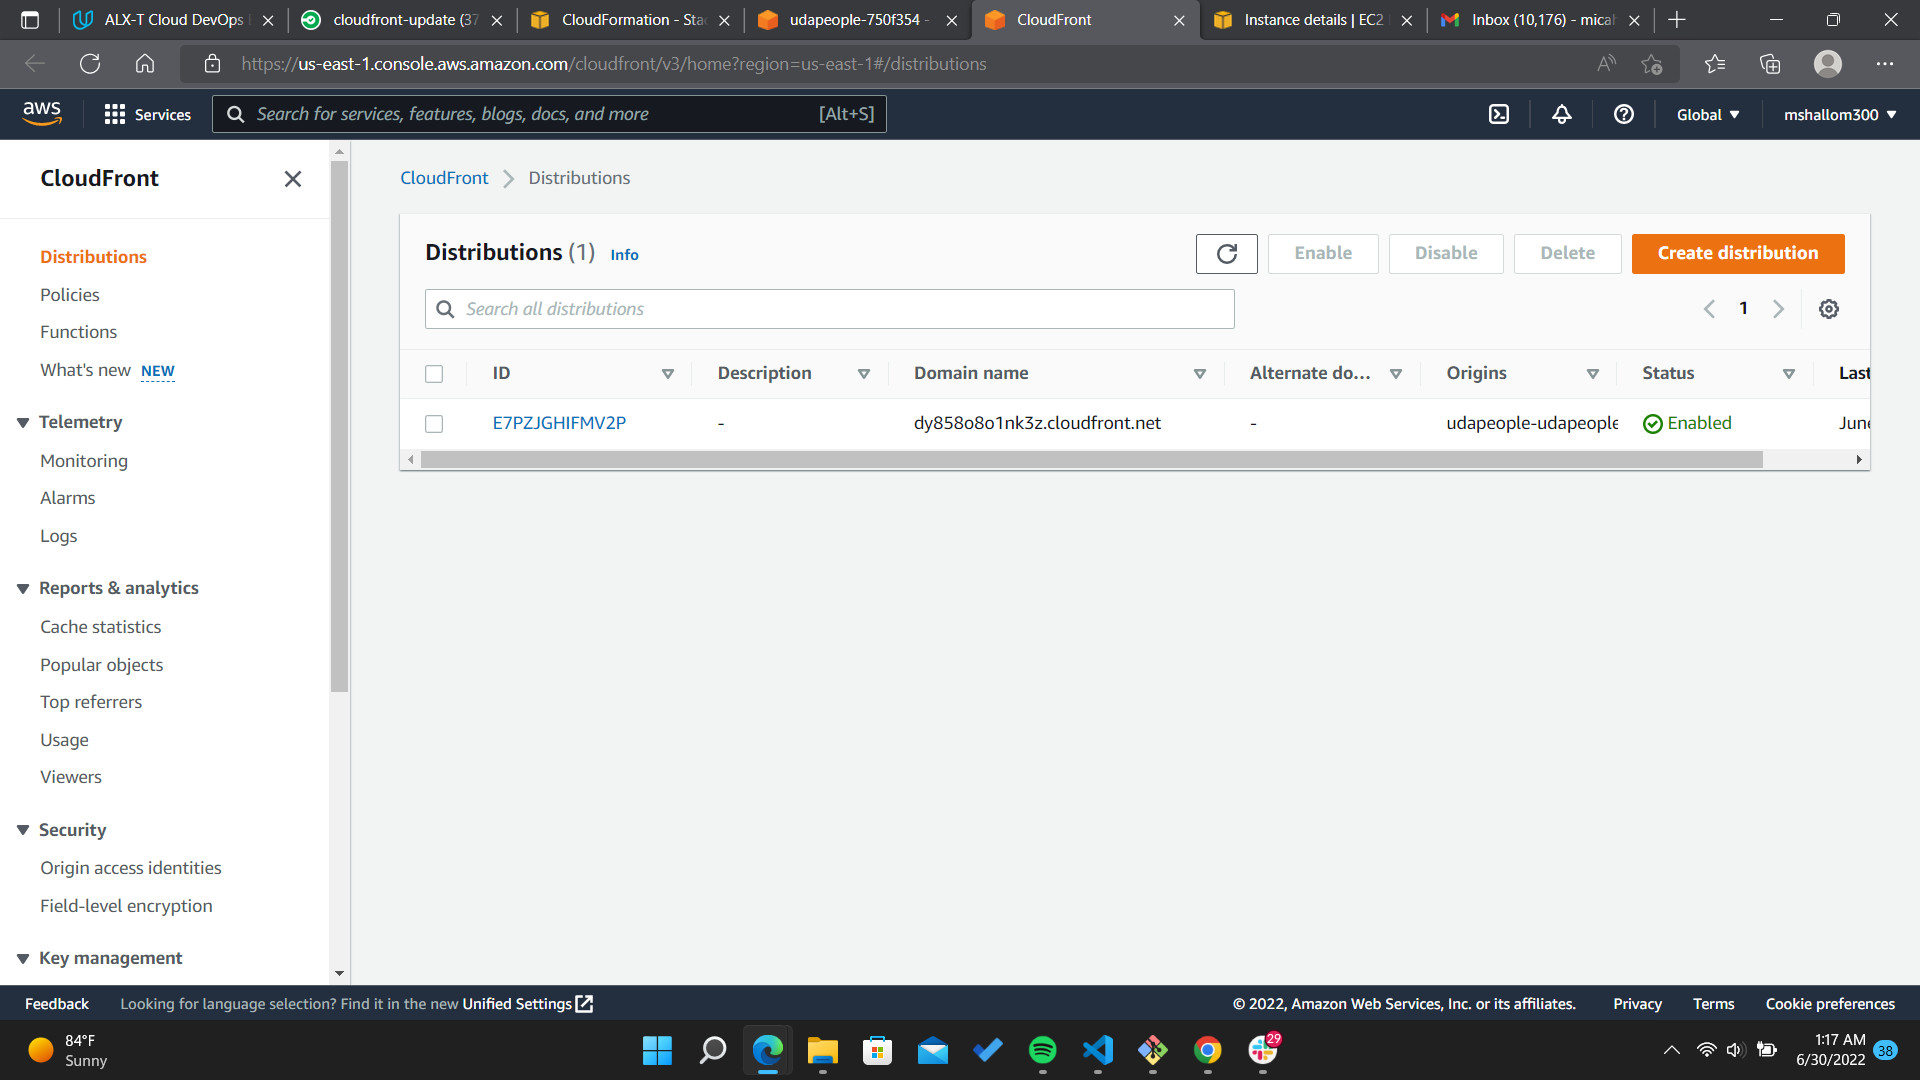 ALX-T Cloud DevOps
cloudfront-update (37
CloudFormation - Sta
udapeople-750f354 -
CloudFront
Instance details | EC2
Inbox (10,176) - mica
https://us-east-1.console.aws.amazon.com/cloudfront/v3/home?region=us-east-1#/distributions
aws
Services
Search for services, features, blogs, docs, and more
[Alt+S]
Global
mshallom300
CloudFront
Distributions
Policies
Functions
What's new NEW
Telemetry
Monitoring
Alarms
Logs
Reports & analytics
Cache statistics
Popular objects
Top referrers
Usage
Viewers
Security
Origin access identities
Field-level encryption
Key management
CloudFront
Distributions
Distributions (1) Info
Enable
Disable
Delete
Create distribution
Search all distributions
1
ID
Description
Domain name
Alternate do...
Origins
Status
Last
E7PZJGHIFMV2P
-
dy858o8o1nk3z.cloudfront.net
-
udapeople-udapeople
Enabled
June
Feedback
Looking for language selection? Find it in the new Unified Settings
© 2022, Amazon Web Services, Inc. or its affiliates.
Privacy
Terms
Cookie preferences
84°F
Sunny
29
1:17 AM
6/30/2022
38